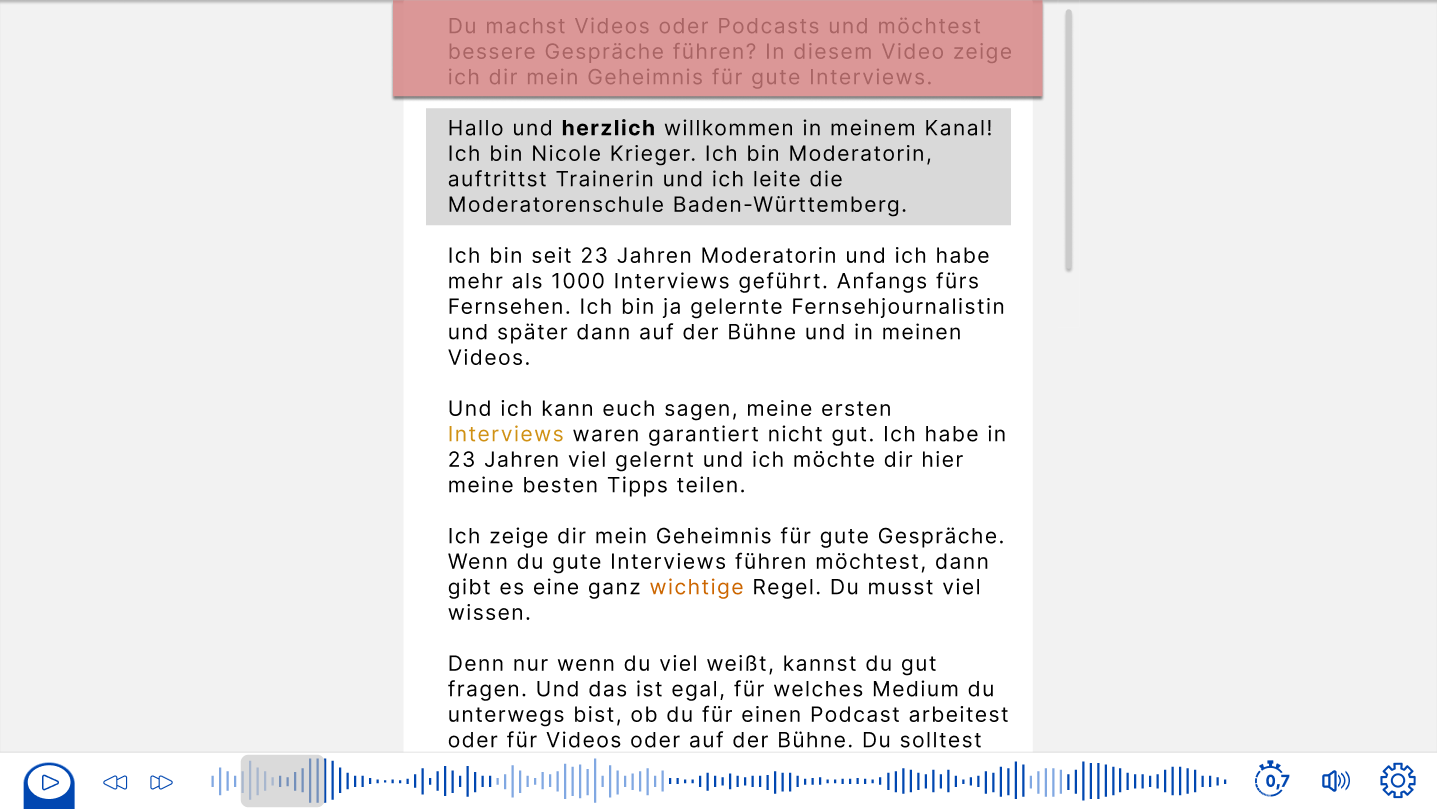 Du machst Videos oder Podcasts und möchtest
bessere Gespräche führen? In diesem Video zeige
ich dir mein Geheimnis für gute Interviews.
Hallo und herzlich willkommen in meinem Kanal!
Ich bin Nicole Krieger. Ich bin Moderatorin,
auftrittst Trainerin und ich leite die
Moderatorenschule Baden-Württemberg.
Ich bin seit 23 Jahren Moderatorin und ich habe
mehr als 1000 Interviews geführt. Anfangs fürs
Fernsehen. Ich bin ja gelernte Fernsehjournalistin
und später dann auf der Bühne und in meinen
Videos.
Und ich kann euch sagen, meine ersten
Interviews waren garantiert nicht gut. Ich habe in
23 Jahren viel gelernt und ich möchte dir hier
meine besten Tipps teilen.
Ich zeige dir mein Geheimnis für gute Gespräche.
Wenn du gute Interviews führen möchtest, dann
gibt es eine ganz wichtige Regel. Du musst viel
wissen.
Denn nur wenn du viel weißt, kannst du gut
fragen. Und das ist egal, für welches Medium du
unterwegs bist, ob du für einen Podcast arbeitest
oder für Videos oder auf der Bühne. Du solltest
0,7